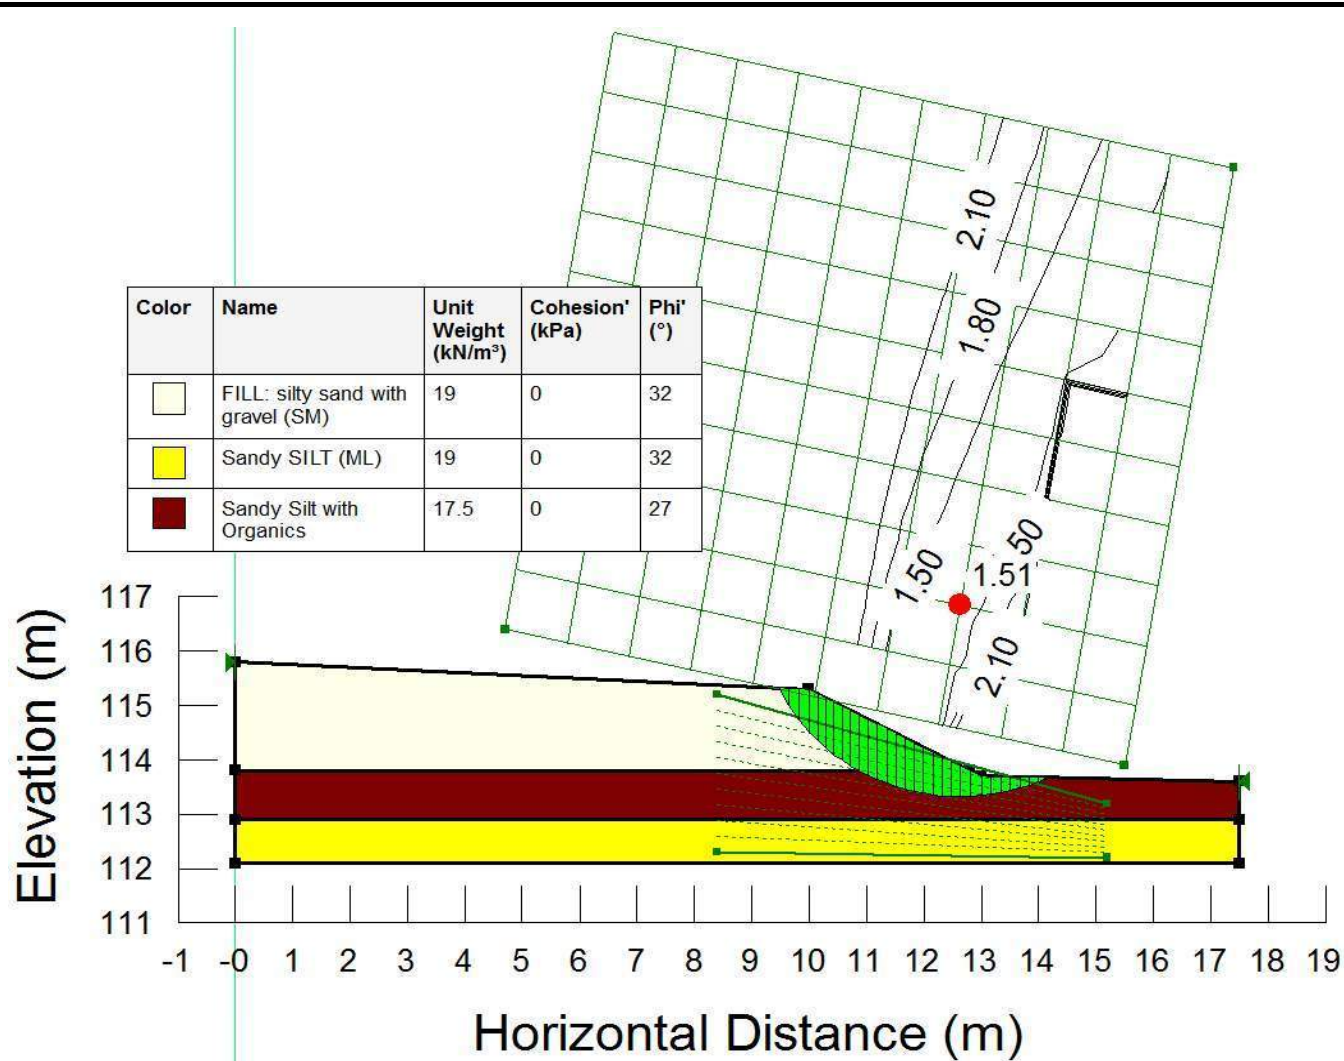 2.10
1.80
Color Name Unit Weight (kN/m³) Cohesion' (kPa) Phi' (°)
FILL: silty sand with gravel (SM) 19 0 32
Sandy SILT (ML) 19 0 32
Sandy Silt with Organics 17.5 0 27
1.50
50
1.51
2.10
117
116
115
114
113
112
111
Elevation (m)
-1 -0 1 2 3 4 5 6 7 8 9 10 11 12 13 14 15 16 17 18 19
Horizontal Distance (m)